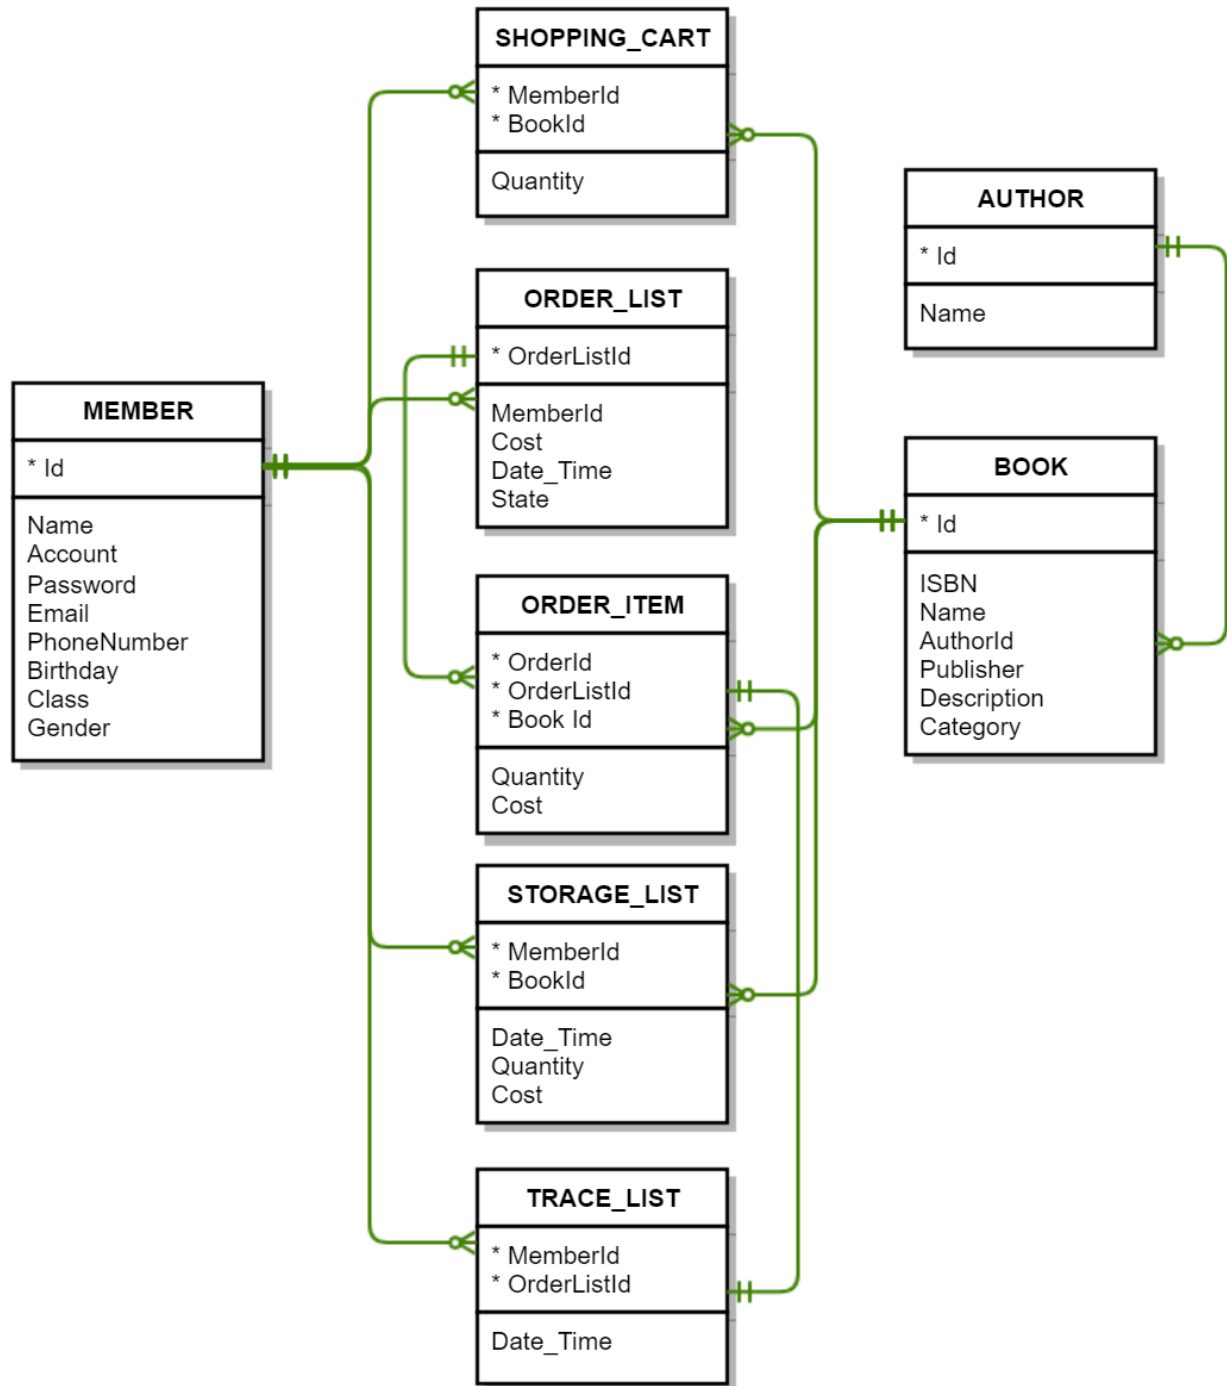 SHOPPING_CART
* MemberId
* BookId
Quantity
ORDER_LIST
* OrderListId
MemberId
Cost
Date_Time
State
MEMBER
* Id
Name
Account
Password
Email
PhoneNumber
Birthday
Class
Gender
ORDER_ITEM
* OrderId
* OrderListId
* Book Id
Quantity
Cost
STORAGE_LIST
* MemberId
* BookId
Date_Time
Quantity
Cost
TRACE_LIST
* MemberId
* OrderListId
Date_Time
AUTHOR
* Id
Name
BOOK
* Id
ISBN
Name
AuthorId
Publisher
Description
Category